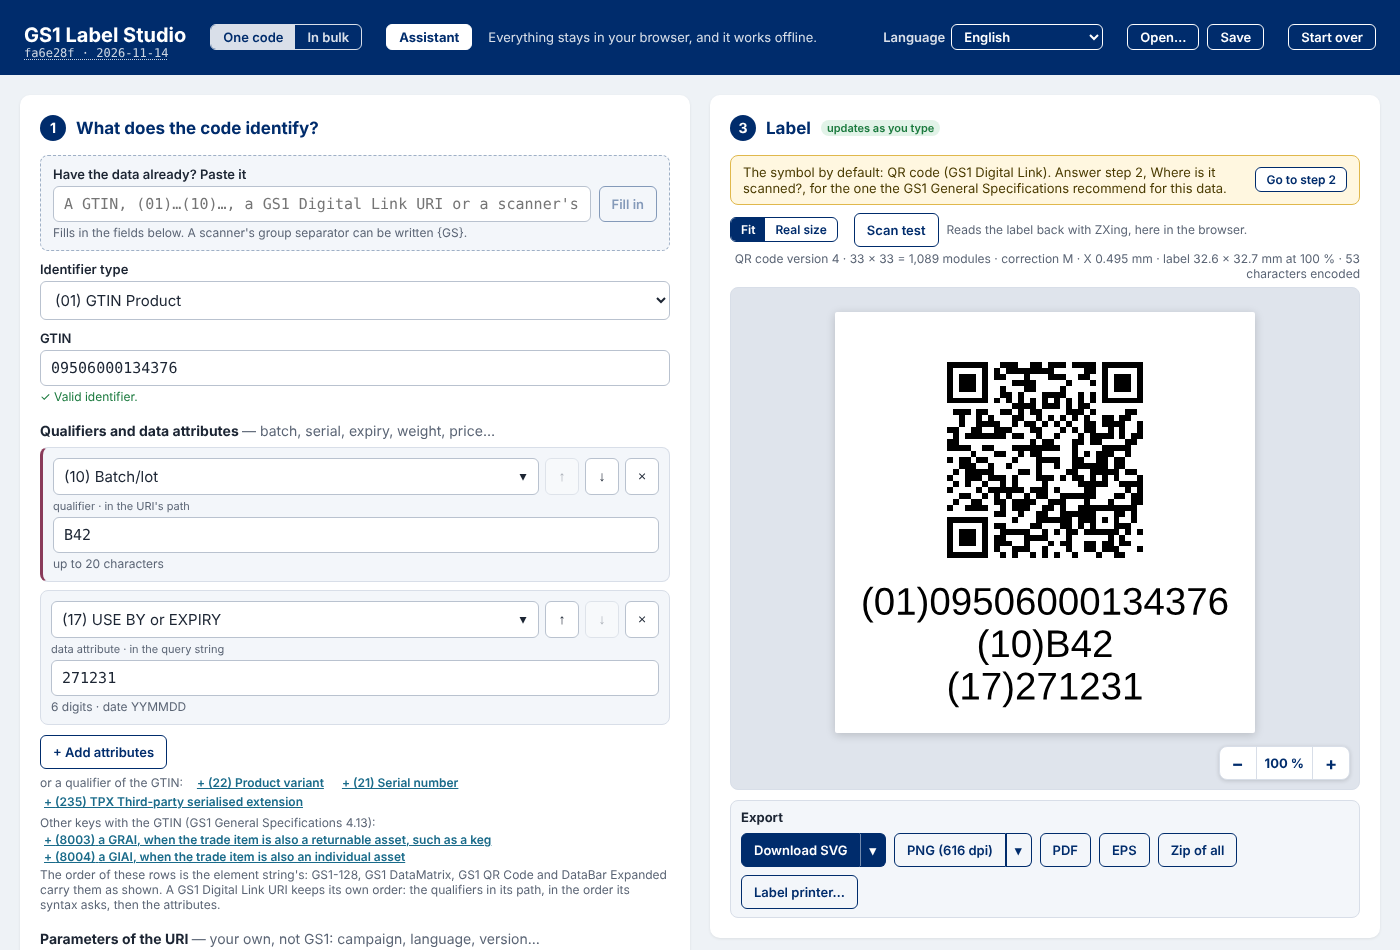 GS1 Label Studio
fa6e28f · 2026-11-14
One code
In bulk
Assistant
Everything stays in your browser, and it works offline.
Language
English
Open...
Save
Start over
1 What does the code identify?
Have the data already? Paste it
A GTIN, (01)…(10)…, a GS1 Digital Link URI or a scanner's
Fill in
Fills in the fields below. A scanner's group separator can be written {GS}.
Identifier type
(01) GTIN Product
GTIN
09506000134376
✓ Valid identifier.
Qualifiers and data attributes — batch, serial, expiry, weight, price…
(10) Batch/lot ▼ ↑ ↓ ×
qualifier · in the URI's path
B42
up to 20 characters
(17) USE BY or EXPIRY ▼ ↑ ↓ ×
data attribute · in the query string
271231
6 digits · date YYMMDD
+ Add attributes
or a qualifier of the GTIN: + (22) Product variant + (21) Serial number
+ (235) TPX Third-party serialised extension
Other keys with the GTIN (GS1 General Specifications 4.13):
+ (8003) a GRAI, when the trade item is also a returnable asset, such as a keg
+ (8004) a GIAI, when the trade item is also an individual asset
The order of these rows is the element string's: GS1-128, GS1 DataMatrix, GS1 QR Code and DataBar Expanded
carry them as shown. A GS1 Digital Link URI keeps its own order: the qualifiers in its path, in the order its
syntax asks, then the attributes.
Parameters of the URI — your own, not GS1: campaign, language, version…
3 Label updates as you type
The symbol by default: QR code (GS1 Digital Link). Answer step 2, Where is it
scanned?, for the one the GS1 General Specifications recommend for this data.
Go to step 2
Fit
Real size
Scan test
Reads the label back with ZXing, here in the browser.
QR code version 4 · 33 × 33 = 1,089 modules · correction M · X 0.495 mm · label 32.6 × 32.7 mm at 100 % · 53
characters encoded
(01)09506000134376
(10)B42
(17)271231
− 100 % +
Export
Download SVG ▼
PNG (616 dpi) ▼
PDF
EPS
Zip of all
Label printer...